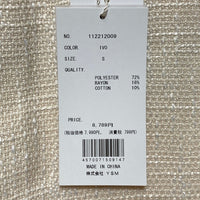 NO. 112212009
COLOR. IVO
SIZE. S
QUALITY.
POLYESTER 72%
RAYON 18%
COTTON 10%
PRICE.
8,789円
(税抜価格 7,990円, 消費税 799円)
4570071509147
MADE IN CHINA
株式会社 YSM